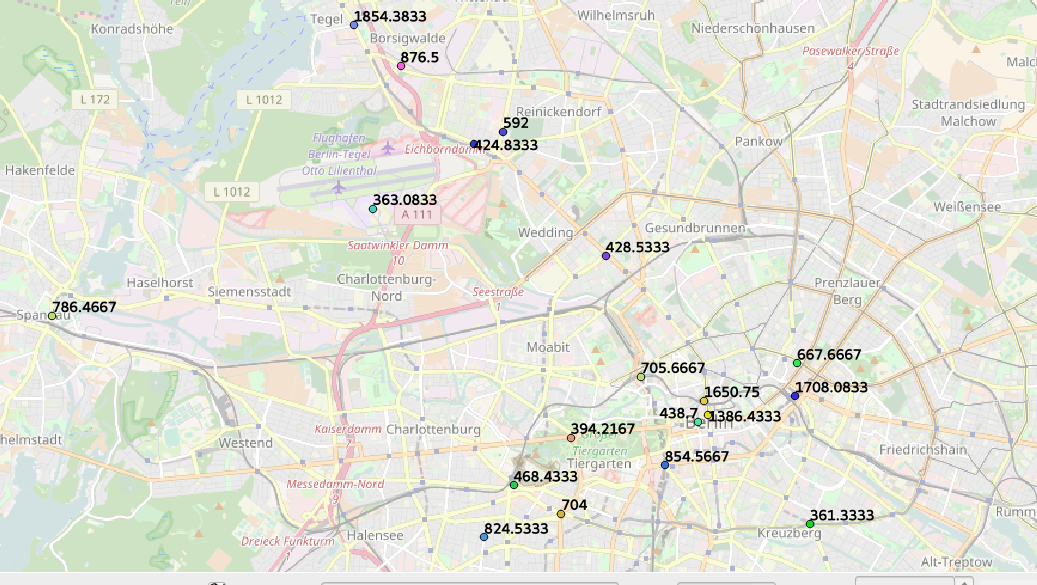 Tegel
1854.3833
Konradshöhe
Borsigwalde
Wilhelmsruh
Niederschönhausen
Pasewalker Straße
876.5
L 172
L 1012
Reinickendorf
592
Stadtrandsiedlung
Malchow
Flughafen
Berlin-Tegel
Otto Lilienthal
Eichborndamm
424.8333
Pankow
Hakenfelde
L 1012
363.0833
A 111
Weißensee
Wedding
Gesundbrunnen
Saatwinkler Damm
10
428.5333
Haselhorst
Siemensstadt
Charlottenburg-
Nord
Seestraße
Prenzlauer
Berg
786.4667
Moabit
667.6667
705.6667
1708.0833
1650.75
438.7
1386.4333
394.2167
Kaiserdamm
Charlottenburg
Großer
Tiergarten
Tiergarten
helmstadt
Westend
Friedrichshain
854.5667
468.4333
Messedamm-Nord
704
361.3333
824.5333
Halensee
Dreieck Funkturm
Kreuzberg
Alt-Treptow